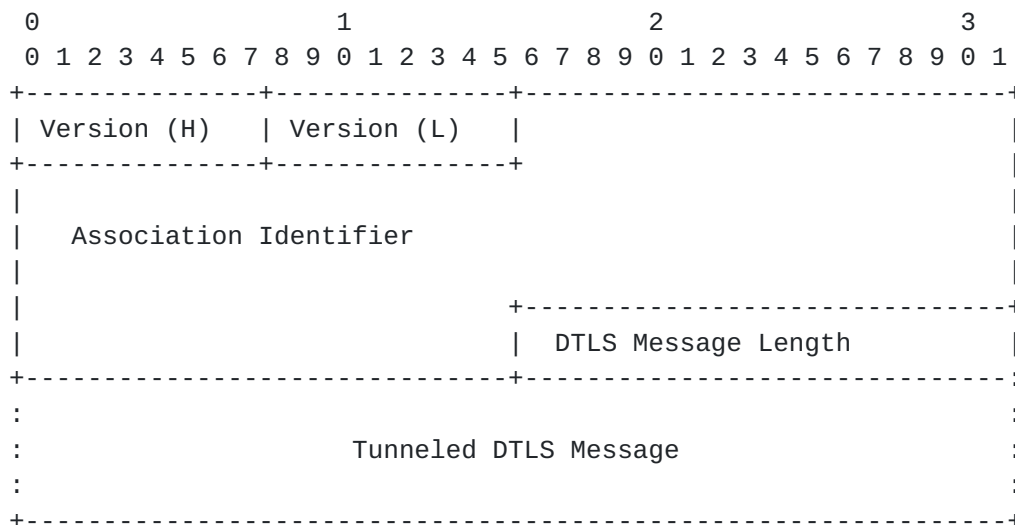 0                   1                   2                   3
 0 1 2 3 4 5 6 7 8 9 0 1 2 3 4 5 6 7 8 9 0 1 2 3 4 5 6 7 8 9 0 1
+---------------+---------------+-------------------------------+
| Version (H)   | Version (L)   |                               |
+---------------+---------------+                               |
|                                                               |
|   Association Identifier                                      |
|                                                               |
|                               +-------------------------------+
|                               |  DTLS Message Length          |
+-------------------------------+-------------------------------:
:                                                               :
:                     Tunneled DTLS Message                     :
:                                                               :
+---------------------------------------------------------------+